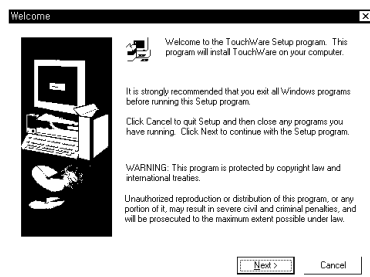 Welcome
Welcome to the TouchWare Setup program. This
program will install TouchWare on your computer.
It is strongly recommended that you exit all Windows programs
before running this Setup program.
Click Cancel to quit Setup and then close any programs you
have running. Click Next to continue with the Setup program.
WARNING: This program is protected by copyright law and
international treaties.
Unauthorized reproduction or distribution of this program, or any
portion of it, may result in severe civil and criminal penalties, and
will be prosecuted to the maximum extent possible under law.
Next >
Cancel